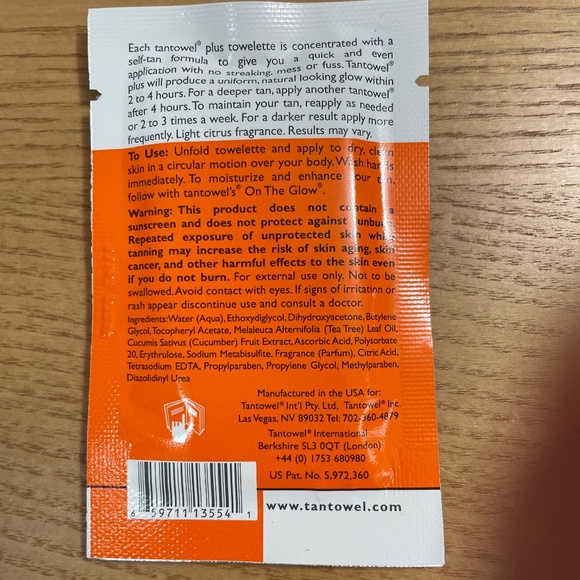 Each tantowel® plus towelette is concentrated with a
self-tan formula to give you a quick and even
application with no streaking, mess or fuss. Tantowel®
plus will produce a uniform, natural looking glow within
2 to 4 hours. For a deeper tan, apply another tantowel®
after 4 hours. To maintain your tan, reapply as needed
or 2 to 3 times a week. For a darker result apply more
frequently. Light citrus fragrance. Results may vary.
To Use: Unfold towelette and apply to dry, clean
skin in a circular motion over your body. Wash hands
immediately. To moisturize and enhance your tan,
follow with tantowel's® On The Glow®.
Warning: This product does not contain a
sunscreen and does not protect against sunburn.
Repeated exposure of unprotected skin while
tanning may increase the risk of skin aging, skin
cancer, and other harmful effects to the skin even
if you do not burn. For external use only. Not to be
swallowed. Avoid contact with eyes. If signs of irritation or
rash appear discontinue use and consult a doctor.
Ingredients: Water (Aqua), Ethoxydiglycol, Dihydroxyacetone, Butylene
Glycol, Tocopheryl Acetate, Melaleuca Alternifolia (Tea Tree) Leaf Oil,
Cucumis Sativus (Cucumber) Fruit Extract, Ascorbic Acid, Polysorbate
20, Erythrulose, Sodium Metabisulfite, Fragrance (Parfum), Citric Acid,
Tetrasodium EDTA, Propylparaben, Propylene Glycol, Methylparaben,
Diazolidinyl Urea
Manufactured in the USA for:
Tantowel® Int'l Pty. Ltd, Tantowel® Inc.
Las Vegas, NV 89032 Tel: 702-360-4879
Tantowel® International
Berkshire SL3 0QT (London)
+44 (0) 1753 680980
US Pat. No. 5,972,360
6 59711 13554 1
www.tantowel.com